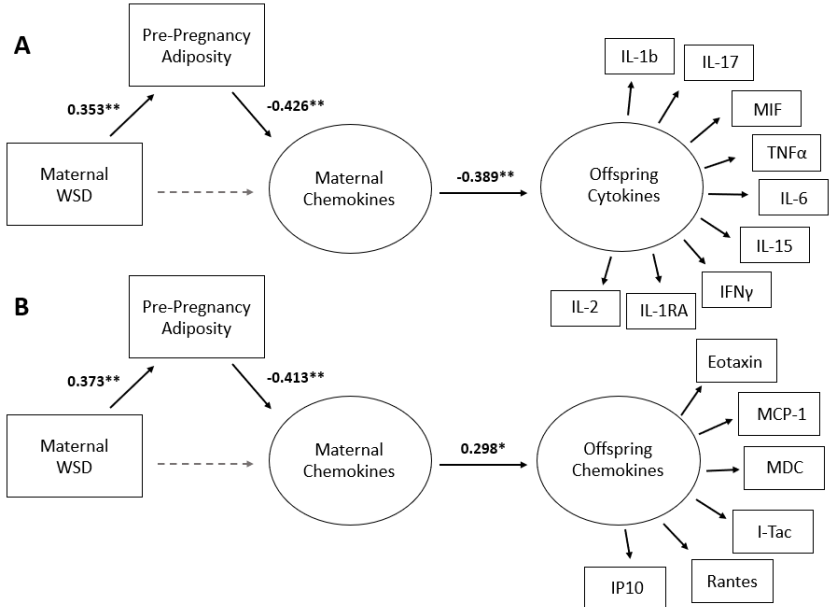 A
Pre-Pregnancy
Adiposity
0.353**
-0.426**
Maternal
WSD
Maternal
Chemokines
-0.389**
Offspring
Cytokines
IL-1b
IL-17
MIF
TNFα
IL-6
IL-15
IFNγ
IL-1RA
IL-2
B
Pre-Pregnancy
Adiposity
0.373**
-0.413**
Maternal
WSD
Maternal
Chemokines
0.298*
Offspring
Chemokines
Eotaxin
MCP-1
MDC
I-Tac
Rantes
IP10